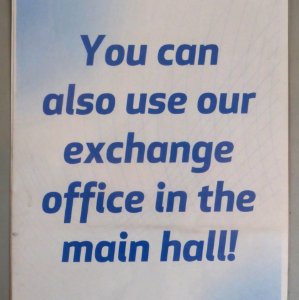 You can
also use our
exchange
office in the
main hall!